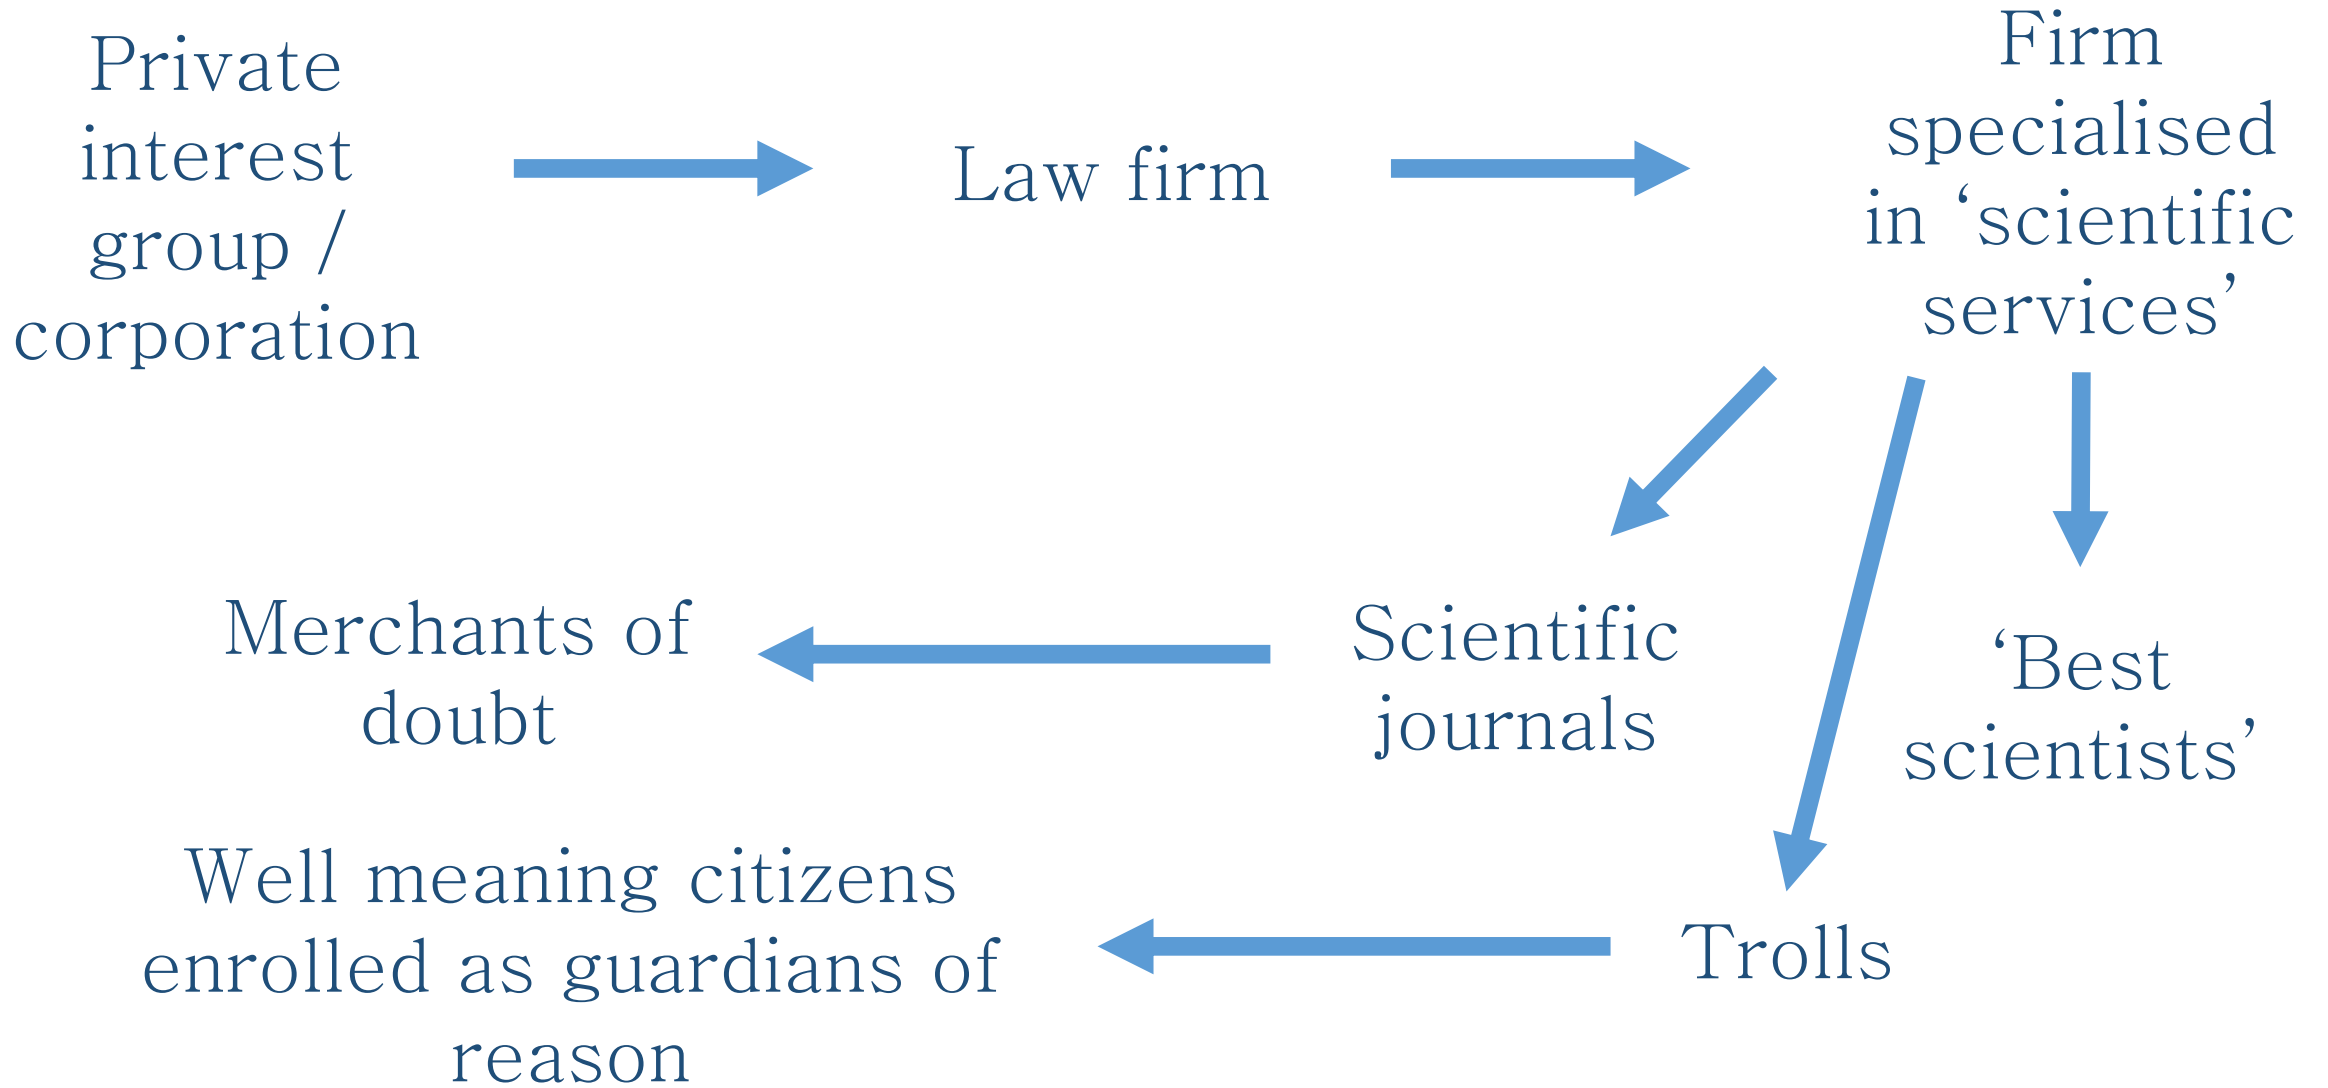 Private
interest
group /
corporation
Law firm
Firm
specialised
in ‘scientific
services’
Merchants of
doubt
Scientific
journals
‘Best
scientists’
Well meaning citizens
enrolled as guardians of
reason
Trolls